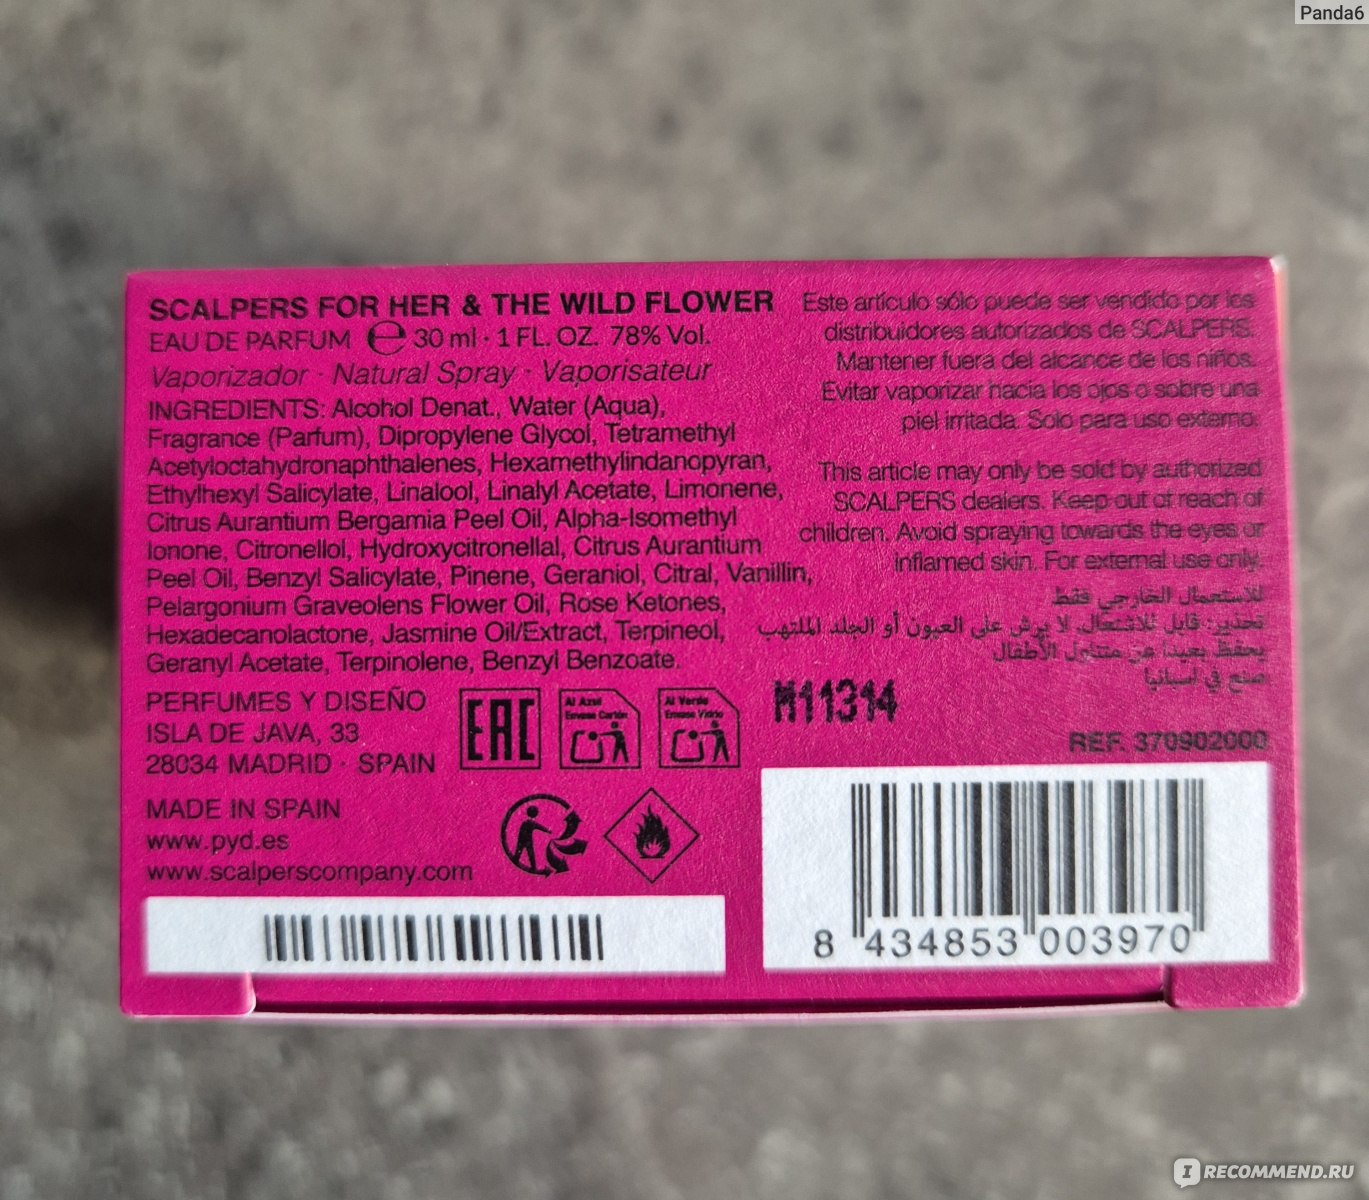 Panda6
SCALPERS FOR HER & THE WILD FLOWER
EAU DE PARFUM ℮ 30 ml · 1 FL. OZ. 78% Vol.
Vaporizador · Natural Spray · Vaporisateur
INGREDIENTS: Alcohol Denat., Water (Aqua),
Fragrance (Parfum), Dipropylene Glycol, Tetramethyl
Acetyloctahydronaphthalenes, Hexamethylindanopyran,
Ethylhexyl Salicylate, Linalool, Linalyl Acetate, Limonene,
Citrus Aurantium Bergamia Peel Oil, Alpha-Isomethyl
Ionone, Citronellol, Hydroxycitronellal, Citrus Aurantium
Peel Oil, Benzyl Salicylate, Pinene, Geraniol, Citral, Vanillin,
Pelargonium Graveolens Flower Oil, Rose Ketones,
Hexadecanolactone, Jasmine Oil/Extract, Terpineol,
Geranyl Acetate, Terpinolene, Benzyl Benzoate.
PERFUMES Y DISEÑO
ISLA DE JAVA, 33
28034 MADRID · SPAIN
EAC
Al Azul
Envase Cartón
Al Verde
Envase Vidrio
MADE IN SPAIN
www.pyd.es
www.scalperscompany.com
Este artículo sólo puede ser vendido por los
distribuidores autorizados de SCALPERS.
Mantener fuera del alcance de los niños.
Evitar vaporizar hacia los ojos o sobre una
piel irritada. Solo para uso externo.
This article may only be sold by authorized
SCALPERS dealers. Keep out of reach of
children. Avoid spraying towards the eyes or
inflamed skin. For external use only.
للاستعمال الخارجي فقط
تحذير: قابل للاشتعال، لا يرش على العيون أو الجلد الملتهب
يحفظ بعيدا عن متناول الأطفال
صنع في اسبانيا
M11314
REF. 370902000
8 434853 003970
IRECOMMEND.RU